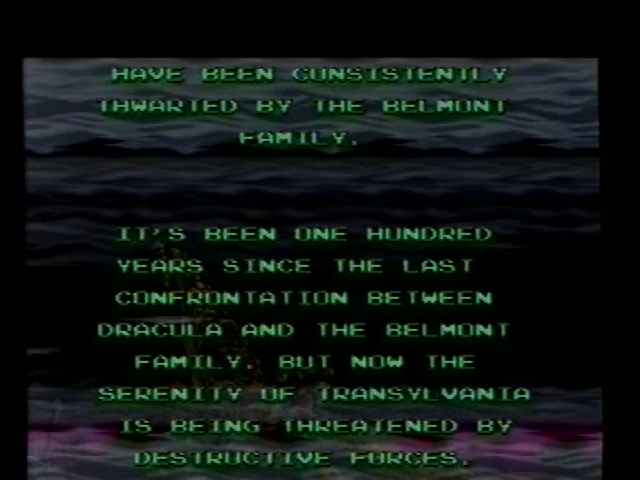 HAVE BEEN CONSISTENTLY
THWARTED BY THE BELMONT
FAMILY.
IT'S BEEN ONE HUNDRED
YEARS SINCE THE LAST
CONFRONTATION BETWEEN
DRACULA AND THE BELMONT
FAMILY. BUT NOW THE
SERENITY OF TRANSYLVANIA
IS BEING THREATENED BY
DESTRUCTIVE FORCES.